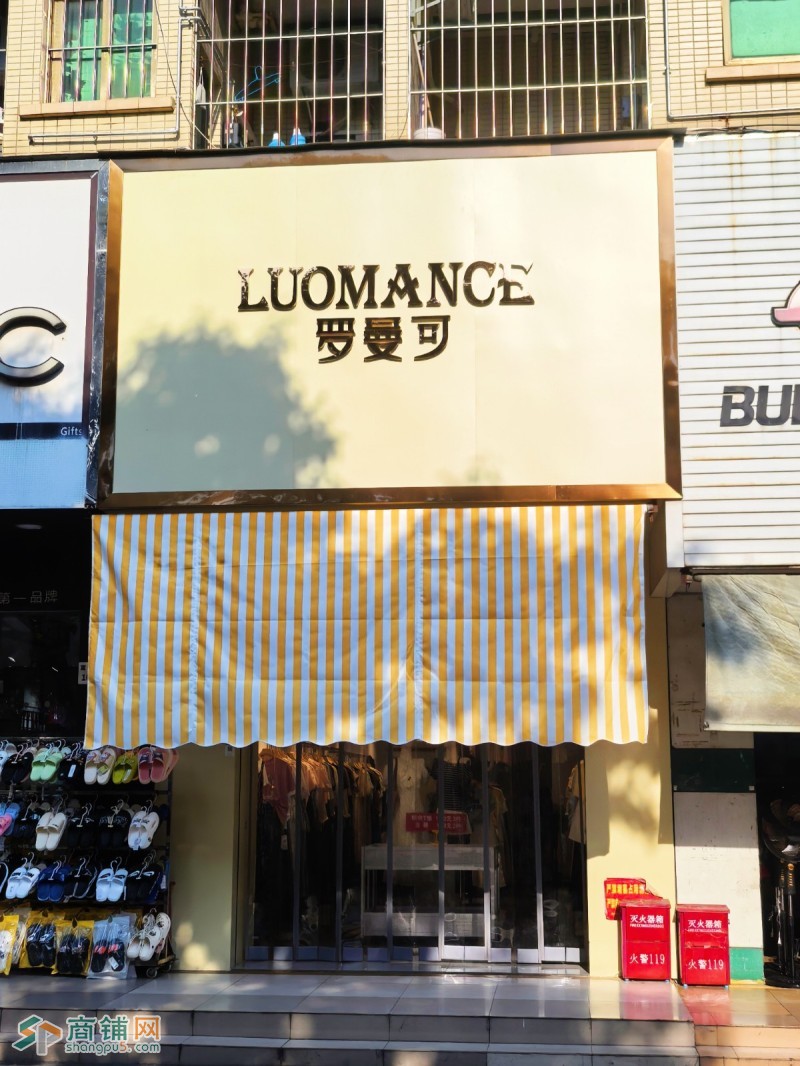 LUOMANCE
罗曼可
C
Gifts
BU
第一品牌
灭火器箱
火警119
灭火器箱
火警119
商铺网
shangpu5.com